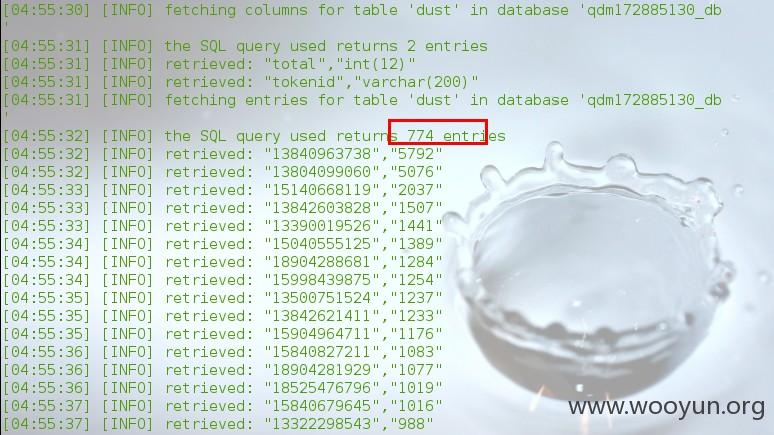 [04:55:30] [INFO] fetching columns for table 'dust' in database 'qdm172885130_db
'
[04:55:31] [INFO] the SQL query used returns 2 entries
[04:55:31] [INFO] retrieved: "total","int(12)"
[04:55:31] [INFO] retrieved: "tokenid","varchar(200)"
[04:55:31] [INFO] fetching entries for table 'dust' in database 'qdm172885130_db
'
[04:55:32] [INFO] the SQL query used returns 774 entries
[04:55:32] [INFO] retrieved: "13840963738","5792"
[04:55:32] [INFO] retrieved: "13804099060","5076"
[04:55:33] [INFO] retrieved: "15140668119","2037"
[04:55:33] [INFO] retrieved: "13842603828","1507"
[04:55:33] [INFO] retrieved: "13390019526","1441"
[04:55:34] [INFO] retrieved: "15040555125","1389"
[04:55:34] [INFO] retrieved: "18904288681","1284"
[04:55:34] [INFO] retrieved: "15998439875","1254"
[04:55:35] [INFO] retrieved: "13500751524","1237"
[04:55:35] [INFO] retrieved: "13842621411","1233"
[04:55:35] [INFO] retrieved: "15904964711","1176"
[04:55:36] [INFO] retrieved: "15840827211","1083"
[04:55:36] [INFO] retrieved: "18904281929","1077"
[04:55:36] [INFO] retrieved: "18525476796","1019"
[04:55:37] [INFO] retrieved: "15840679645","1016"
[04:55:37] [INFO] retrieved: "13322298543","988"
www.wooyun.org